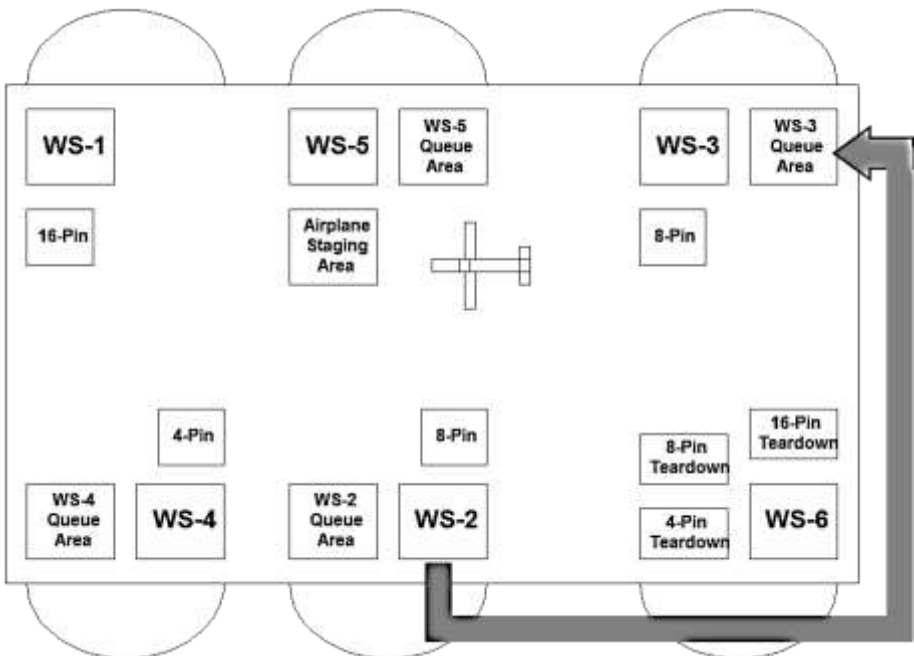 WS-1
WS-5
WS-5
Queue
Area
WS-3
WS-3
Queue
Area
16-Pin
Airplane
Staging
Area
8-Pin
4-Pin
8-Pin
8-Pin
Teardown
16-Pin
Teardown
WS-4
Queue
Area
WS-4
WS-2
Queue
Area
WS-2
4-Pin
Teardown
WS-6